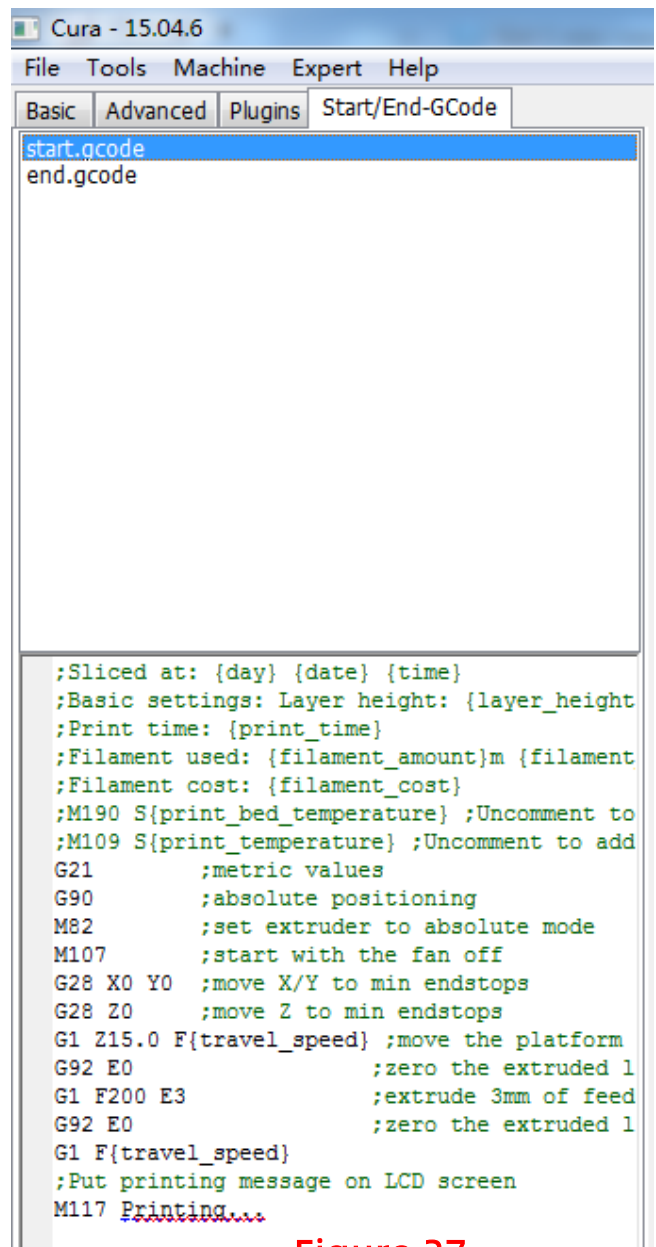 Cura - 15.04.6
File Tools Machine Expert Help
Basic Advanced Plugins Start/End-GCode
start.gcode
end.gcode
;Sliced at: {day} {date} {time}
;Basic settings: Layer height: {layer_height
;Print time: {print_time}
;Filament used: {filament_amount}m {filament
;Filament cost: {filament_cost}
;M190 S{print_bed_temperature} ;Uncomment to
;M109 S{print_temperature} ;Uncomment to add
G21 ;metric values
G90 ;absolute positioning
M82 ;set extruder to absolute mode
M107 ;start with the fan off
G28 X0 Y0 ;move X/Y to min endstops
G28 Z0 ;move Z to min endstops
G1 Z15.0 F{travel_speed} ;move the platform
G92 E0 ;zero the extruded l
G1 F200 E3 ;extrude 3mm of feed
G92 E0 ;zero the extruded l
G1 F{travel_speed}
;Put printing message on LCD screen
M117 Printing...
Figure 37